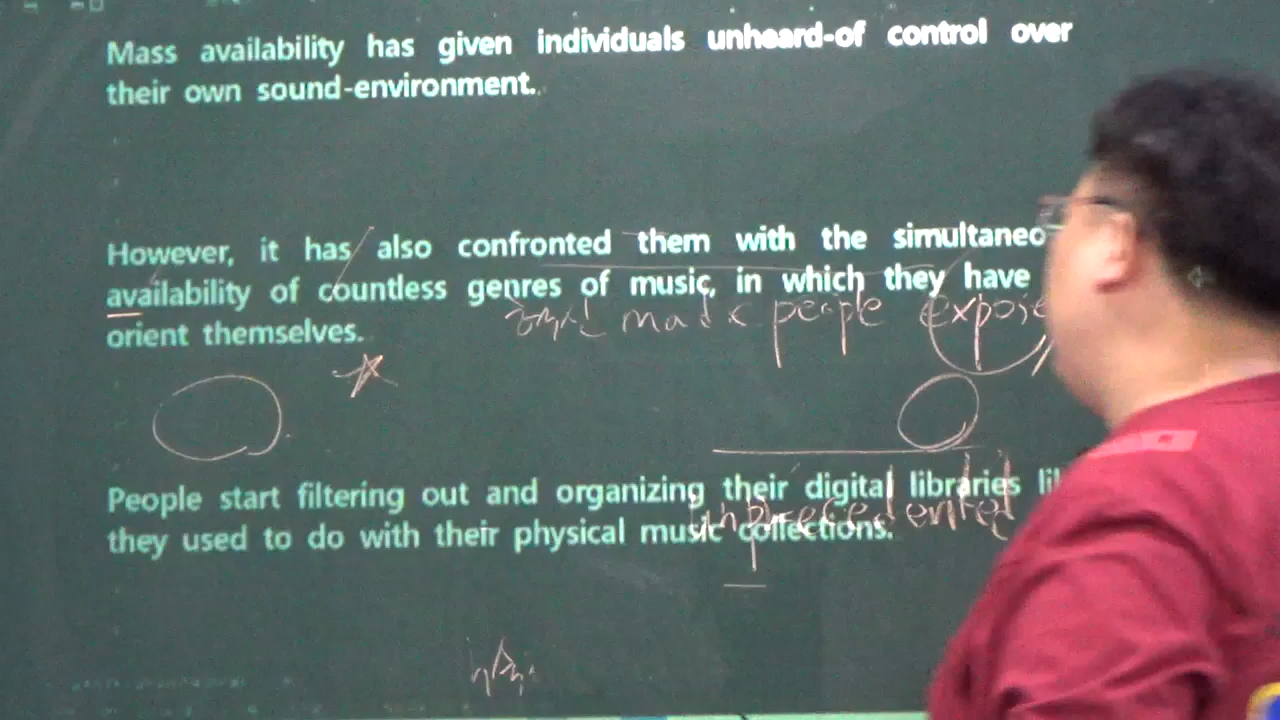 Mass availability has given individuals unheard-of control over
their own sound-environment.
However, it has also confronted them with the simultaneo
availability of countless genres of music, in which they have
made people expose
orient themselves.
People start filtering out and organizing their digital libraries li
unprecedented
they used to do with their physical music collections.